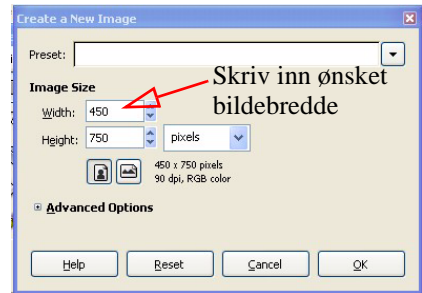 Create a New Image
Preset:
Skriv inn ønsket
bildebredde
Image Size
Width: 450
Height: 750 pixels
450 x 750 pixels
90 dpi, RGB color
Advanced Options
Help Reset Cancel OK